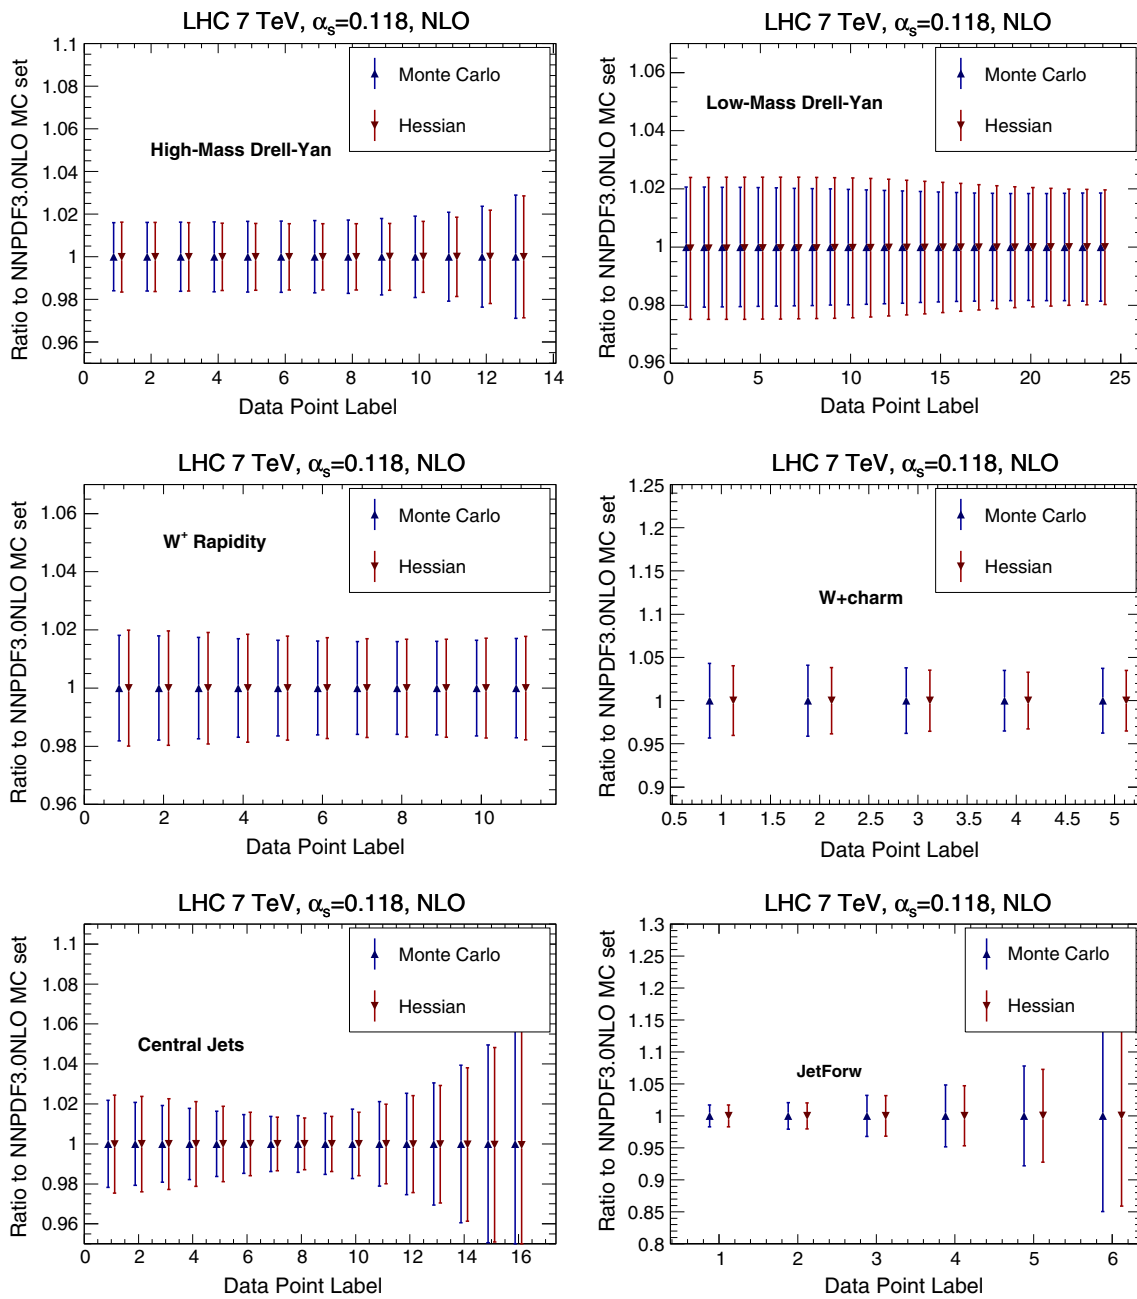 LHC 7 TeV, αs=0.118, NLO
Ratio to NNPDF3.0NLO MC set
1.1
1.08
1.06
1.04
1.02
1
0.98
0.96
Monte Carlo
Hessian
High-Mass Drell-Yan
0 2 4 6 8 10 12 14
Data Point Label
LHC 7 TeV, αs=0.118, NLO
Ratio to NNPDF3.0NLO MC set
1.06
1.04
1.02
1
0.98
0.96
Monte Carlo
Hessian
Low-Mass Drell-Yan
0 5 10 15 20 25
Data Point Label
LHC 7 TeV, αs=0.118, NLO
Ratio to NNPDF3.0NLO MC set
1.06
1.04
1.02
1
0.98
0.96
Monte Carlo
Hessian
W+ Rapidity
0 2 4 6 8 10
Data Point Label
LHC 7 TeV, αs=0.118, NLO
Ratio to NNPDF3.0NLO MC set
1.25
1.2
1.15
1.1
1.05
1
0.95
0.9
Monte Carlo
Hessian
W+charm
0.5 1 1.5 2 2.5 3 3.5 4 4.5 5
Data Point Label
LHC 7 TeV, αs=0.118, NLO
Ratio to NNPDF3.0NLO MC set
1.1
1.08
1.06
1.04
1.02
1
0.98
0.96
Monte Carlo
Hessian
Central Jets
0 2 4 6 8 10 12 14 16
Data Point Label
LHC 7 TeV, αs=0.118, NLO
Ratio to NNPDF3.0NLO MC set
1.3
1.25
1.2
1.15
1.1
1.05
1
0.95
0.9
0.85
0.8
Monte Carlo
Hessian
JetForw
1 2 3 4 5 6
Data Point Label